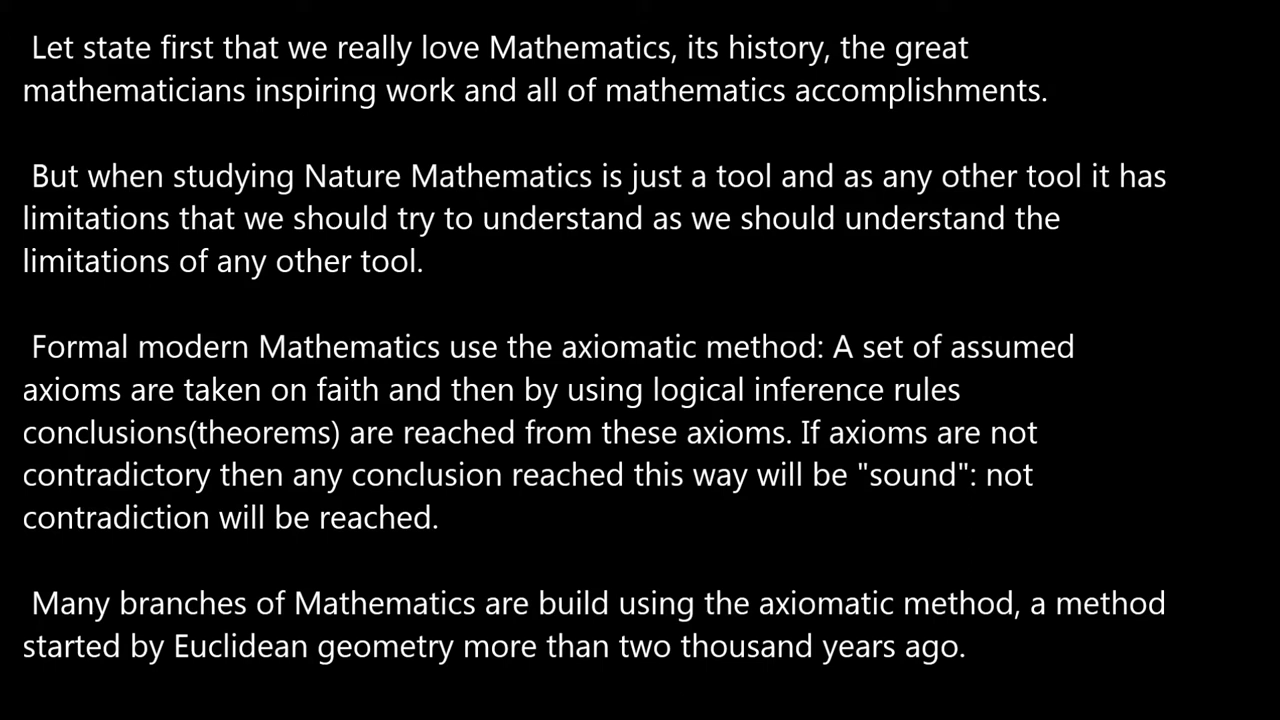 Let state first that we really love Mathematics, its history, the great
mathematicians inspiring work and all of mathematics accomplishments.
But when studying Nature Mathematics is just a tool and as any other tool it has
limitations that we should try to understand as we should understand the
limitations of any other tool.
Formal modern Mathematics use the axiomatic method: A set of assumed
axioms are taken on faith and then by using logical inference rules
conclusions(theorems) are reached from these axioms. If axioms are not
contradictory then any conclusion reached this way will be "sound": not
contradiction will be reached.
Many branches of Mathematics are build using the axiomatic method, a method
started by Euclidean geometry more than two thousand years ago.